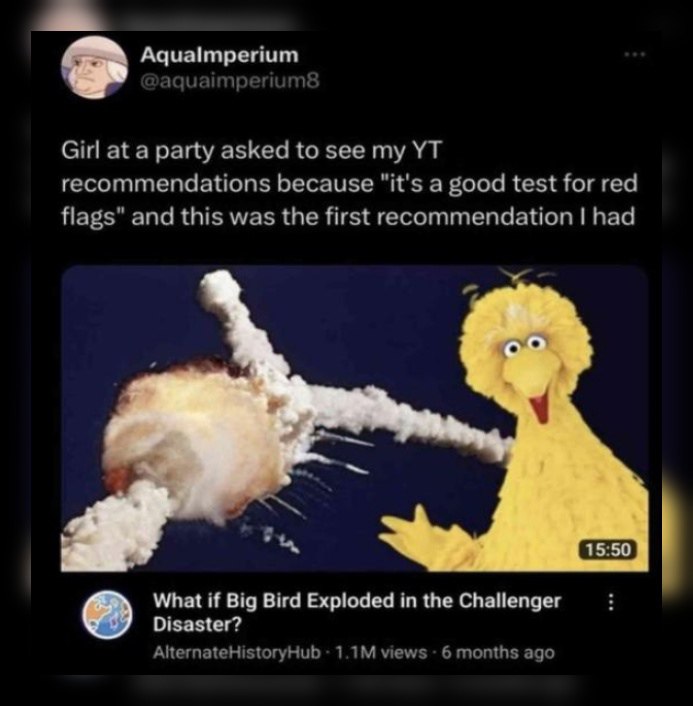 AquaImperium
@aquaimperium8
Girl at a party asked to see my YT
recommendations because "it's a good test for red
flags" and this was the first recommendation I had
15:50
What if Big Bird Exploded in the Challenger
Disaster?
AlternateHistoryHub · 1.1M views · 6 months ago